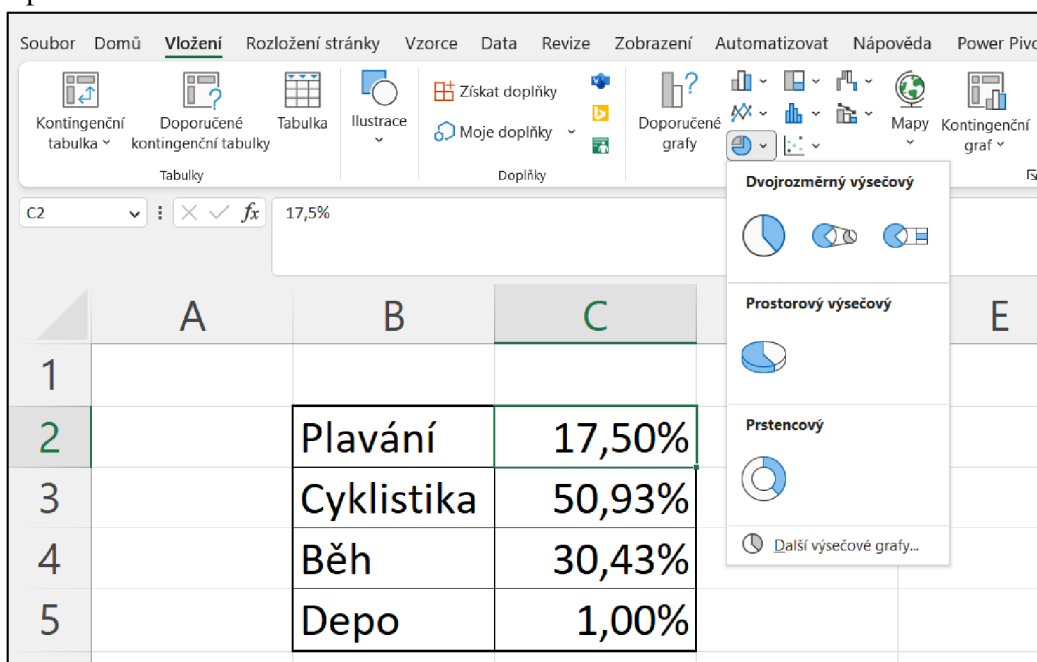 Soubor Domů Vložení Rozložení stránky Vzorce Data Revize Zobrazení Automatizovat Nápověda Power Pivo
Kontingenční tabulka
Doporučené kontingenční tabulky
Tabulka
Ilustrace
Získat doplňky
Moje doplňky
Doporučené grafy
Mapy
Kontingenční graf
Tabulky
Doplňky
C2 fx 17,5%
Dvojrozměrný výsečový
Prostorový výsečový
Prstencový
Další výsečové grafy...
A B C E
1
2 Plavání 17,50%
3 Cyklistika 50,93%
4 Běh 30,43%
5 Depo 1,00%